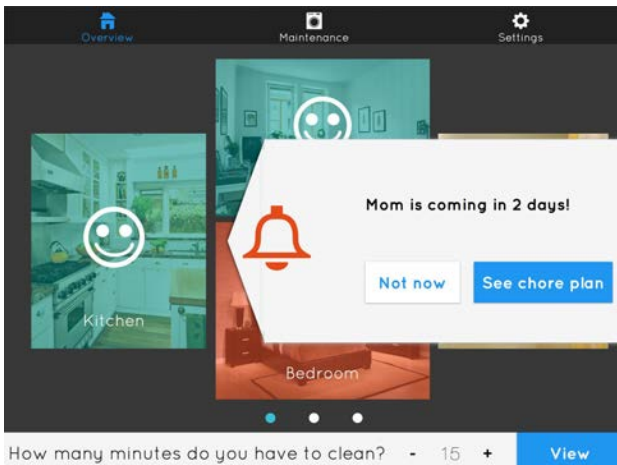 Overview
Maintenance
Settings
Mom is coming in 2 days!
Not now
See chore plan
Kitchen
Bedroom
How many minutes do you have to clean? - 15 +
View